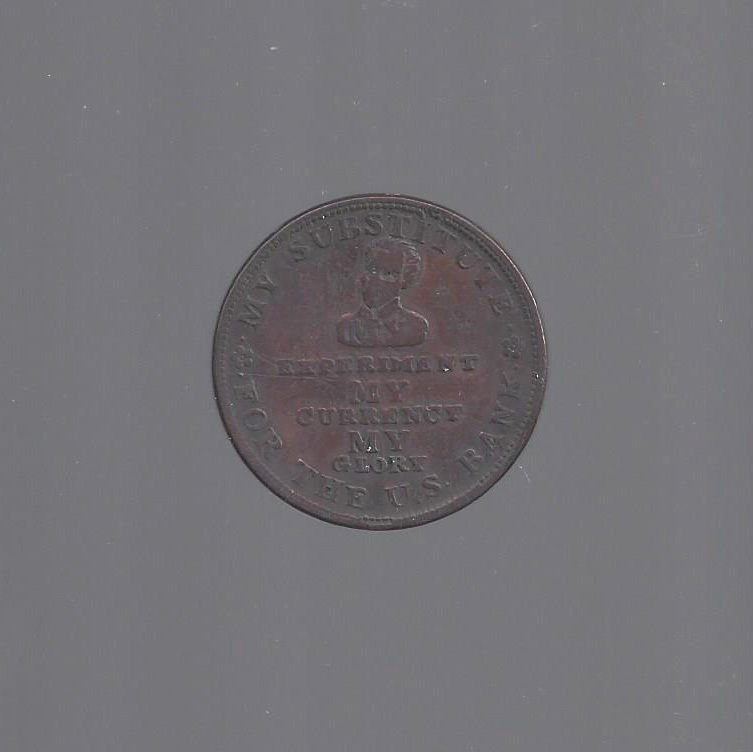 MY SUBSTITUTE
FOR THE U.S. BANK
EXPERIMENT
MY
CURRENCY
MY
GLORY